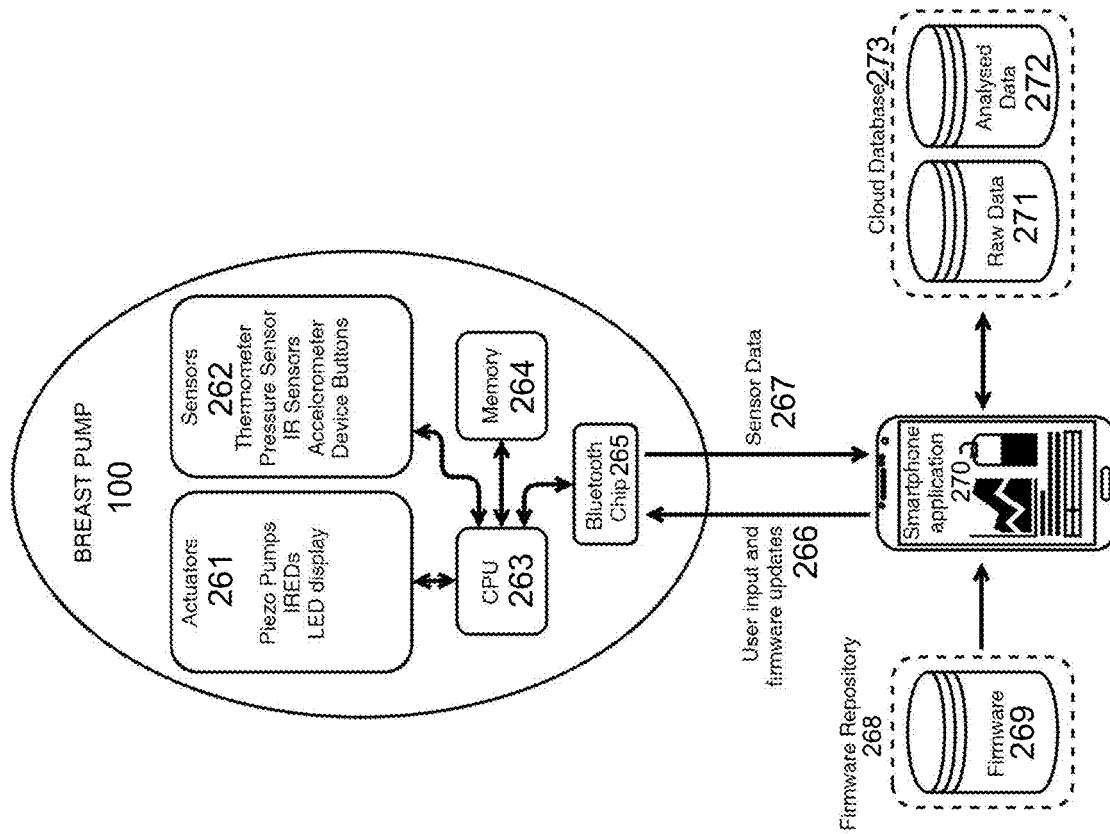 BREAST PUMP
100
Actuators
261
Piezo Pumps
IREDs
LED display
Sensors
262
Thermometer
Pressure Sensor
IR Sensors
Accelorometer
Device Buttons
CPU
263
Memory
264
Bluetooth
Chip 265
User input and
firmware updates
266
Sensor Data
267
Firmware Repository
268
Firmware
269
Smartphone
application
270
Cloud Database 273
Raw Data
271
Analysed
Data
272